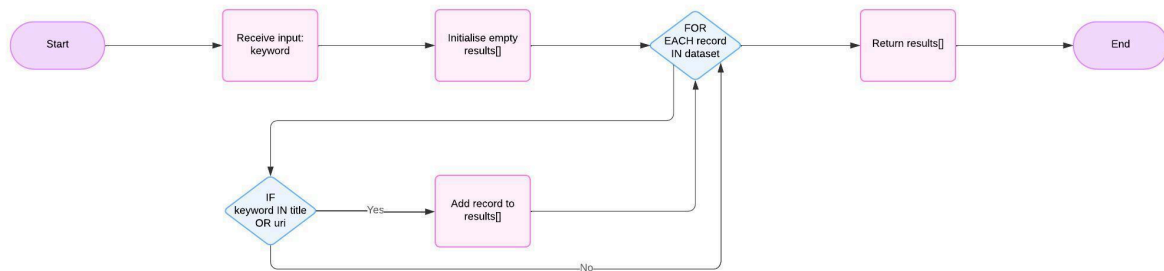 Start
Receive input:
keyword
Initialise empty
results[]
FOR
EACH record
IN dataset
Return results[]
End
IF
keyword IN title
OR uri
Yes
Add record to
results[]
No